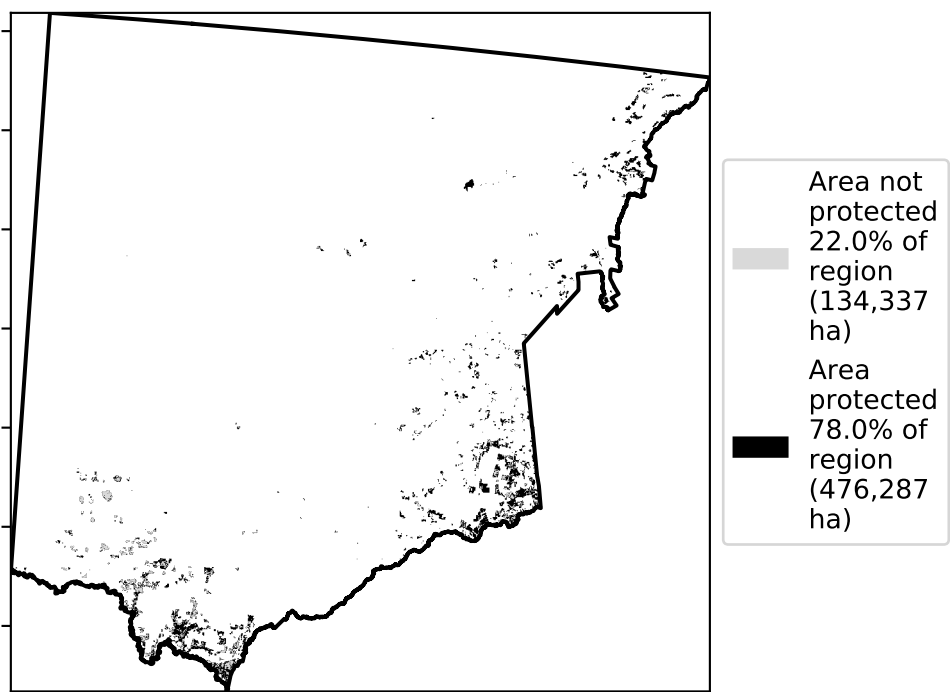 Area not
protected
22.0% of
region
(134,337
ha)
Area
protected
78.0% of
region
(476,287
ha)